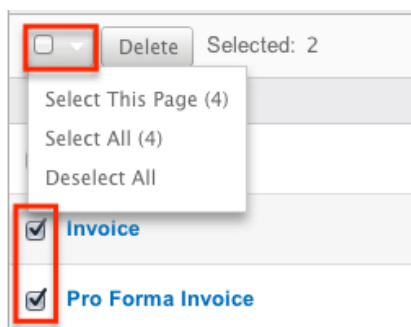 Delete Selected: 2
Select This Page (4)
Select All (4)
Deselect All
Invoice
Pro Forma Invoice